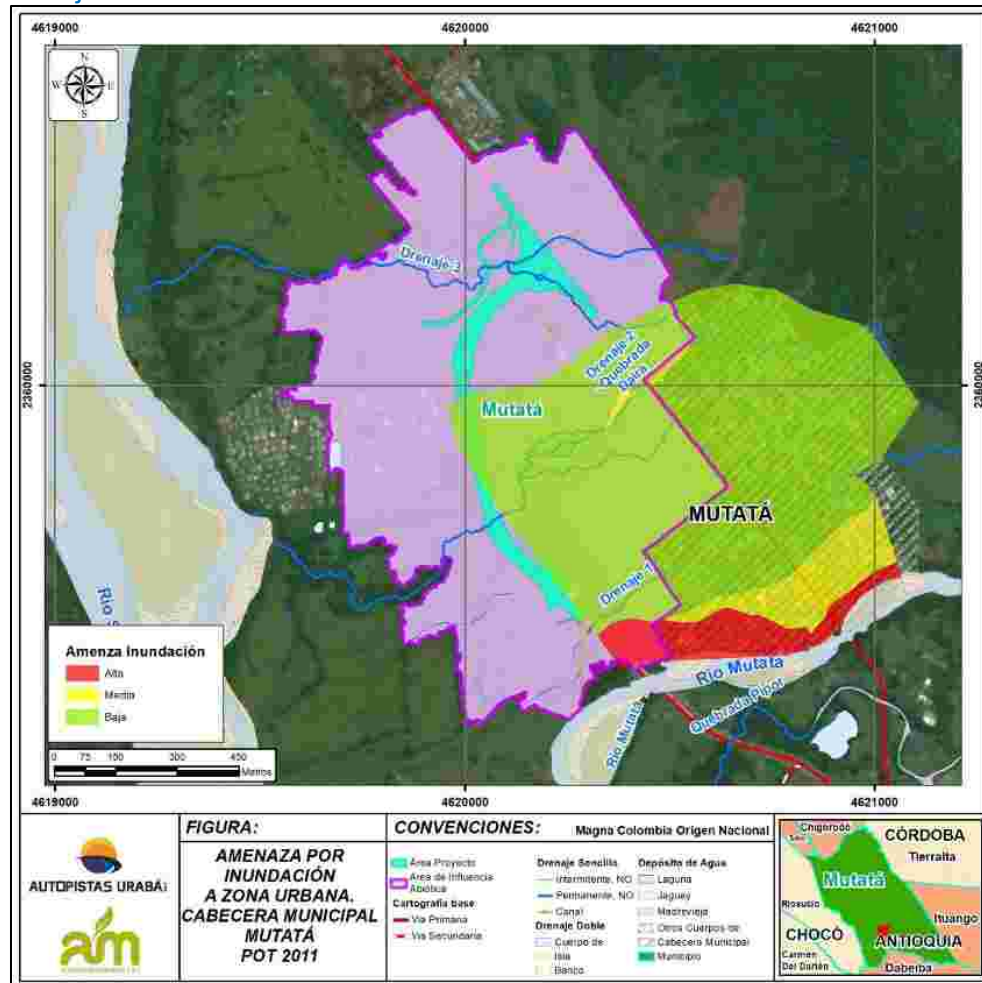 4619000
4620000
4621000
N
W
E
S
Drenaje 3
Drenaje 2
Quebrada
2360000
2360000
Mutatá
MUTATÁ
Drenaje 1
Río
Río Mutatá
Quebrada Pipot
Río Mutatá
Amenza Inundación
Alta
Media
Baja
0 75 150 300 450
Metros
4619000
4620000
4621000
AUTOPISTAS URABÁ
am
FIGURA:
AMENAZA POR
INUNDACIÓN
A ZONA URBANA.
CABECERA MUNICIPAL
MUTATÁ
POT 2011
CONVENCIONES:
Magna Colombia Origen Nacional
Área Proyecto
Área de Influencia
Abiótica
Cartografía base
Vía Primaria
Vía Secundaria
Drenaje Sencillo
Intermitente, NO
Permanente, NO
Canal
Drenaje Doble
Cuerpo de
Isla
Banco
Depósito de Agua
Laguna
Jaguey
Madrevieja
Otros Cuerpos de
Cabecera Municipal
Municipio
Chigorodó
CÓRDOBA
Tierralta
Mutatá
Riosucio
Ituango
CHOCÓ
ANTIOQUIA
Carmen
Del Darién
Dabeiba